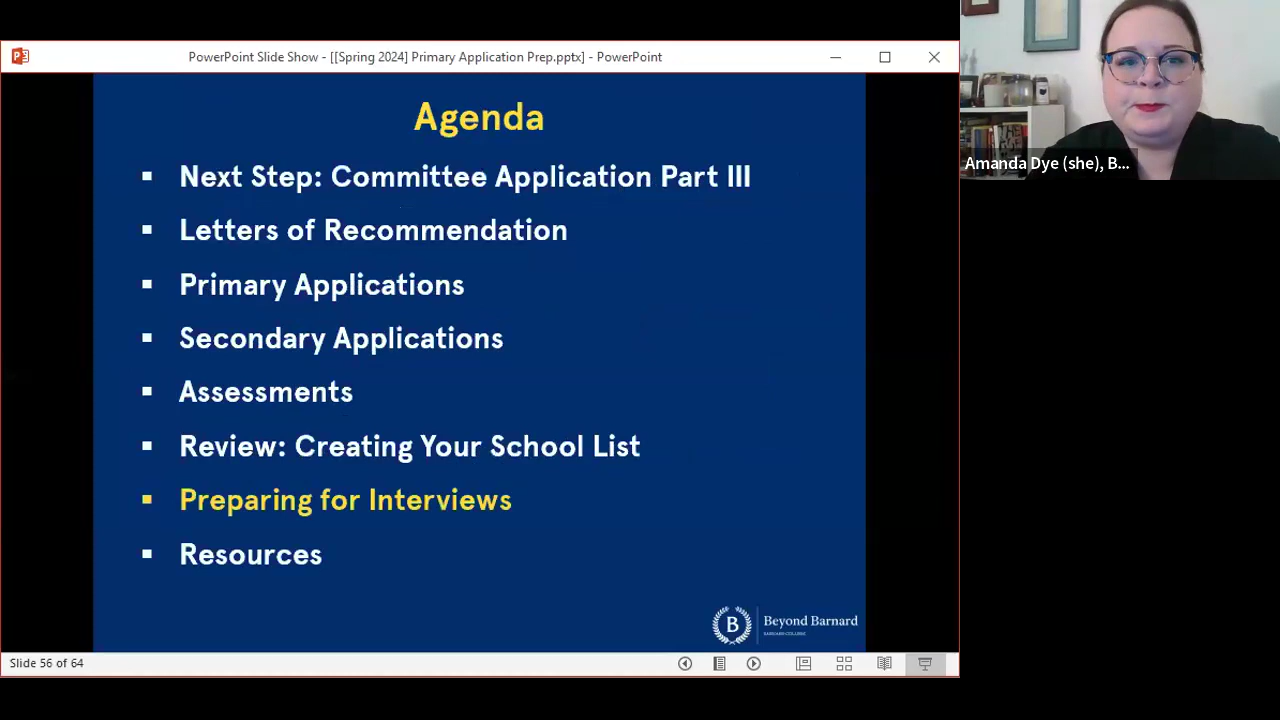 PowerPoint Slide Show - [[Spring 2024] Primary Application Prep.pptx] - PowerPoint
Agenda
▪ Next Step: Committee Application Part III
▪ Letters of Recommendation
▪ Primary Applications
▪ Secondary Applications
▪ Assessments
▪ Review: Creating Your School List
▪ Preparing for Interviews
▪ Resources
B
Beyond Barnard
BARNARD COLLEGE
Slide 56 of 64
Amanda Dye (she), B...